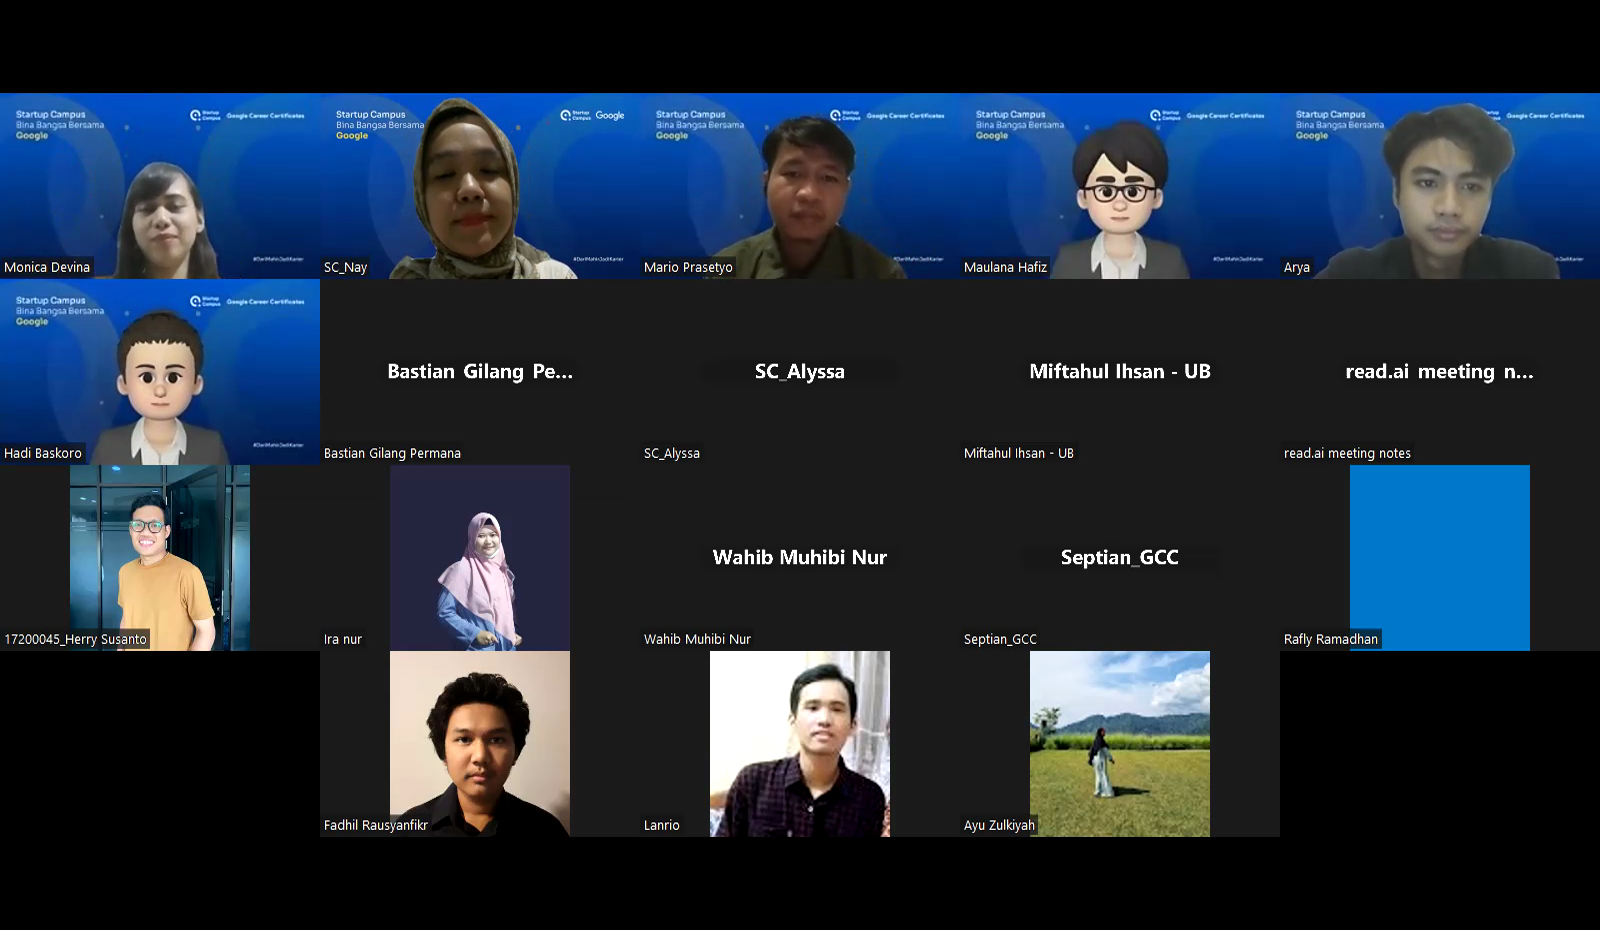 Startup Campus
Bina Bangsa Bersama
Google
Startup Campus
Google Career Certificates
#DariMahirJadiKarier
Monica Devina
Startup Campus
Bina Bangsa Bersama
Google
Startup Campus
Google
#DariMahirJadiKarier
SC_Nay
Startup Campus
Bina Bangsa Bersama
Google
Startup Campus
Google Career Certificates
#DariMahirJadiKarier
Mario Prasetyo
Startup Campus
Bina Bangsa Bersama
Google
Startup Campus
Google Career Certificates
#DariMahirJadiKarier
Maulana Hafiz
Startup Campus
Bina Bangsa Bersama
Google
Google Career Certificates
Arya
Startup Campus
Bina Bangsa Bersama
Google
Startup Campus
Google Career Certificates
#DariMahirJadiKarier
Hadi Baskoro
Bastian Gilang Pe...
Bastian Gilang Permana
SC_Alyssa
SC_Alyssa
Miftahul Ihsan - UB
Miftahul Ihsan - UB
read.ai meeting n...
read.ai meeting notes
17200045_Herry Susanto
Ira nur
Wahib Muhibi Nur
Wahib Muhibi Nur
Septian_GCC
Septian_GCC
Rafly Ramadhan
Fadhil Rausyanfikr
Lanrio
Ayu Zulkiyah